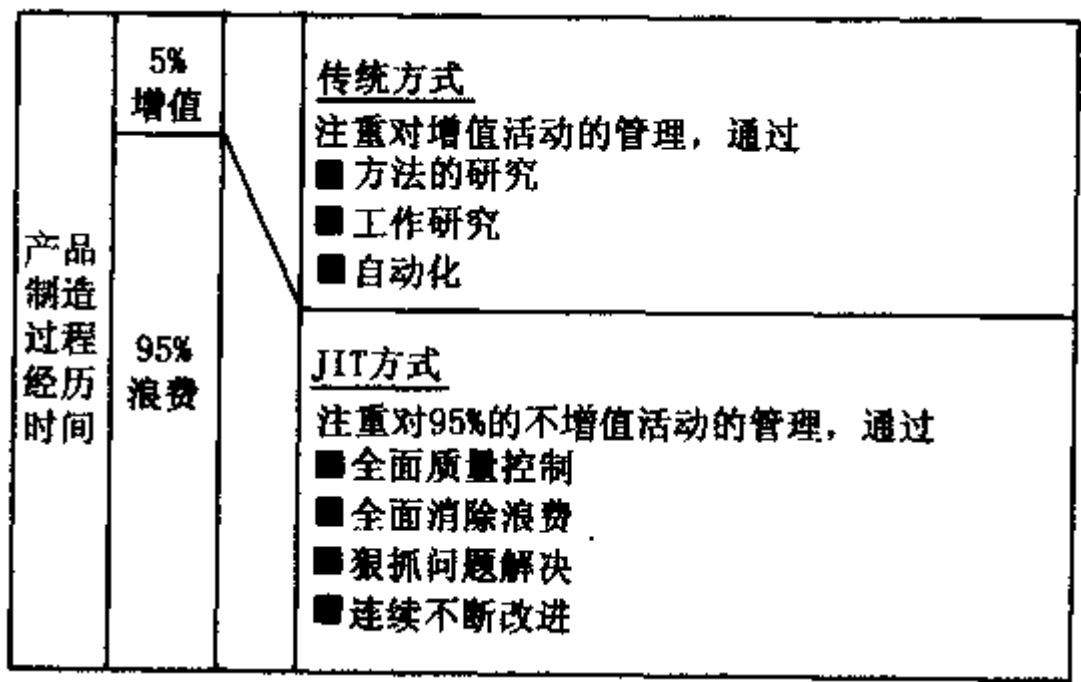 产品
制造
过程
经历
时间
5%
增值
95%
浪费
传统方式
注重对增值活动的管理，通过
■方法的研究
■工作研究
■自动化
JIT方式
注重对95%的不增值活动的管理，通过
■全面质量控制
■全面消除浪费
■狠抓问题解决
■连续不断改进